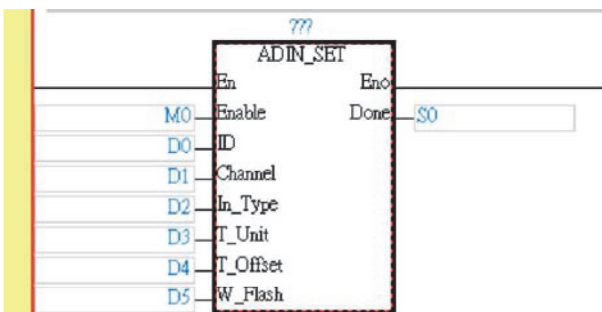 ???
ADIN_SET
En Eno
M0 Enable Done S0
D0 ID
D1 Channel
D2 In_Type
D3 T_Unit
D4 T_Offset
D5 W_Flash